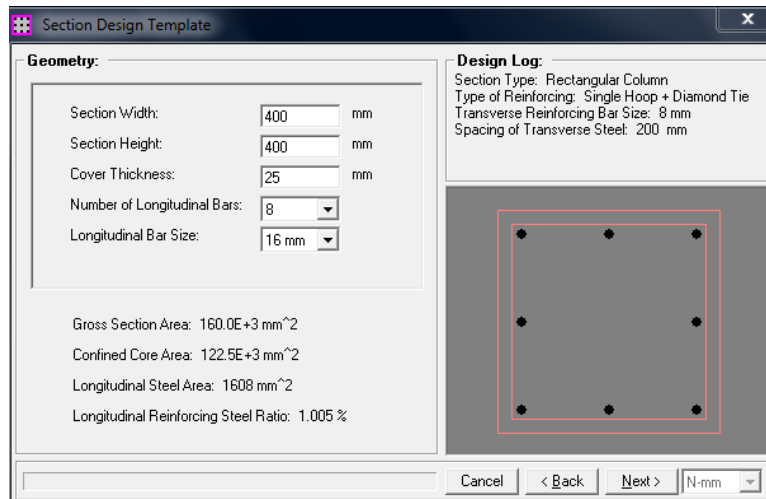 Section Design Template
x
Geometry:
Section Width: 400 mm
Section Height: 400 mm
Cover Thickness: 25 mm
Number of Longitudinal Bars: 8
Longitudinal Bar Size: 16 mm
Gross Section Area: 160.0E+3 mm^2
Confined Core Area: 122.5E+3 mm^2
Longitudinal Steel Area: 1608 mm^2
Longitudinal Reinforcing Steel Ratio: 1.005 %
Design Log:
Section Type: Rectangular Column
Type of Reinforcing: Single Hoop + Diamond Tie
Transverse Reinforcing Bar Size: 8 mm
Spacing of Transverse Steel: 200 mm
Cancel < Back Next > N-mm